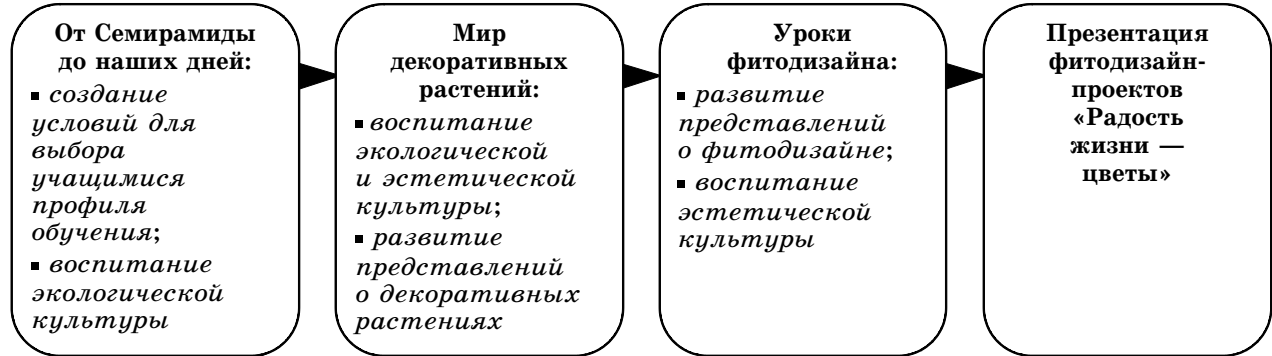 От Семирамиды
до наших дней:
▪ создание
условий для
выбора
учащимися
профиля
обучения;
▪ воспитание
экологической
культуры
Мир
декоративных
растений:
▪ воспитание
экологической
и эстетической
культуры;
▪ развитие
представлений
о декоративных
растениях
Уроки
фитодизайна:
▪ развитие
представлений
о фитодизайне;
▪ воспитание
эстетической
культуры
Презентация
фитодизайн-
проектов
«Радость
жизни —
цветы»